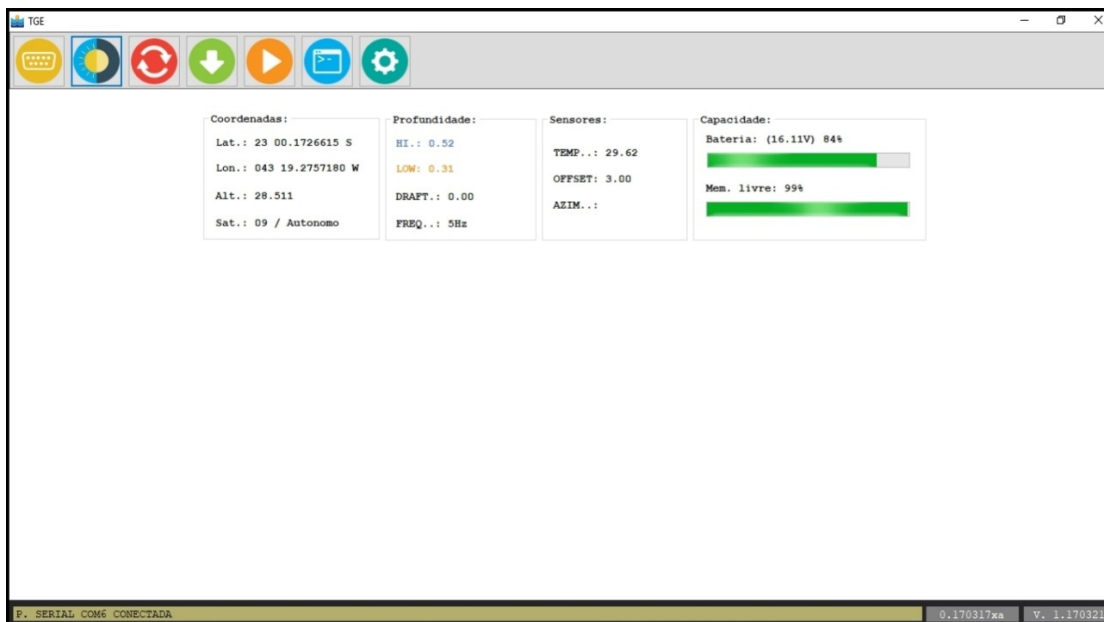 TGE
Coordenadas:
Lat.: 23 00.1726615 S
Lon.: 043 19.2757180 W
Alt.: 28.511
Sat.: 09 / Autonomo
Profundidade:
HI.: 0.52
LOW: 0.31
DRAFT.: 0.00
FREQ..: 5Hz
Sensores:
TEMP..: 29.62
OFFSET: 3.00
AZIM..:
Capacidade:
Bateria: (16.11V) 84%
Mem. livre: 99%
P. SERIAL COM6 CONECTADA
0.170317xa
V. 1.170321